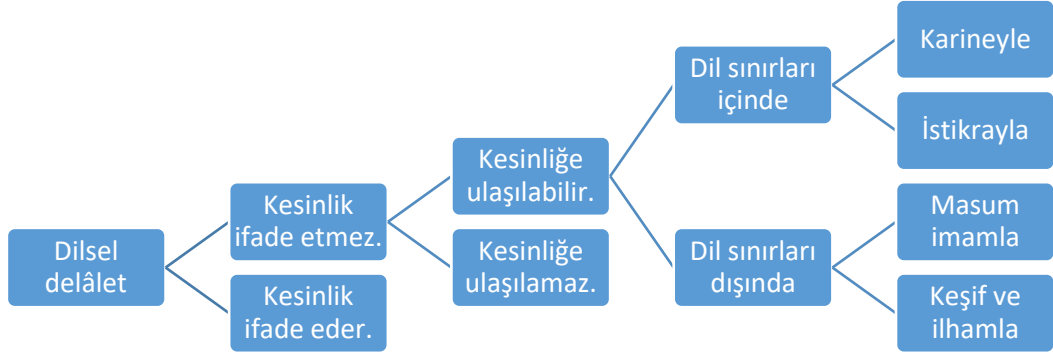 Dilsel
delâlet
Kesinlik
ifade etmez.
Kesinlik
ifade eder.
Kesinliğe
ulaşılabilir.
Kesinliğe
ulaşılamaz.
Dil sınırları
içinde
Dil sınırları
dışında
Karineyle
İstikrayla
Masum
imamla
Keşif ve
ilhamla